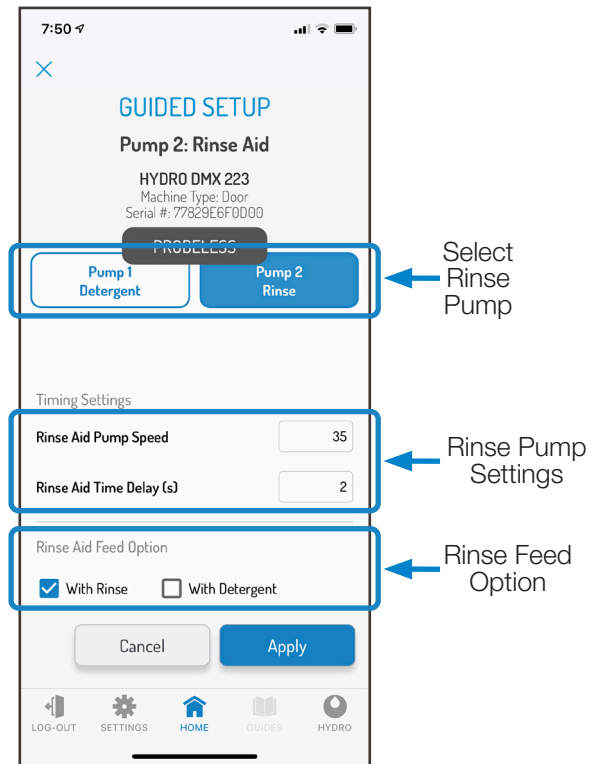 7:50
GUIDED SETUP
Pump 2: Rinse Aid
HYDRO DMX 223
Machine Type: Door
Serial #: 77829E6F0D00
PROBELESS
Pump 1
Detergent
Pump 2
Rinse
Select
Rinse
Pump
Timing Settings
Rinse Aid Pump Speed
35
Rinse Aid Time Delay (s)
2
Rinse Pump
Settings
Rinse Aid Feed Option
With Rinse
With Detergent
Rinse Feed
Option
Cancel
Apply
LOG-OUT
SETTINGS
HOME
GUIDES
HYDRO